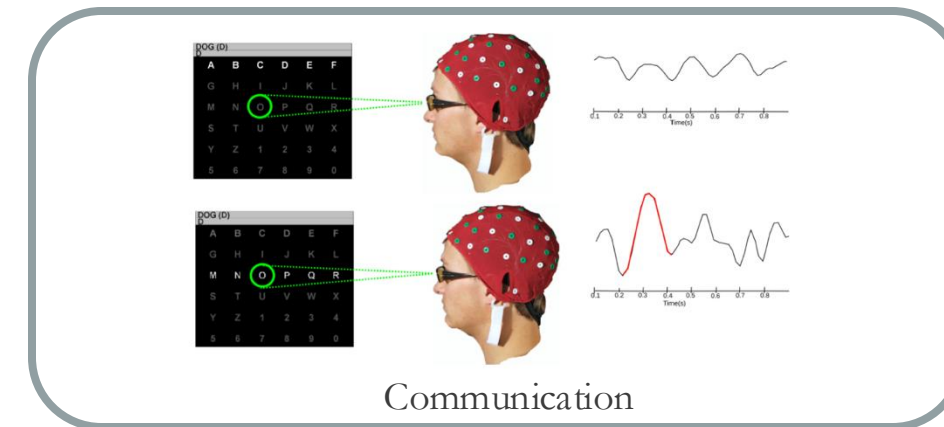 DOG (D)
D
A B C D E F
G H I J K L
M N O P Q R
S T U V W X
Y Z 1 2 3 4
5 6 7 8 9 0
0.1 0.2 0.3 0.4 0.5 0.6 0.7 0.8
Time(s)
DOG (D)
D
A B C D E F
G H I J K L
M N O P Q R
S T U V W X
Y Z 1 2 3 4
5 6 7 8 9 0
0.1 0.2 0.3 0.4 0.5 0.6 0.7 0.8
Time(s)
Communication